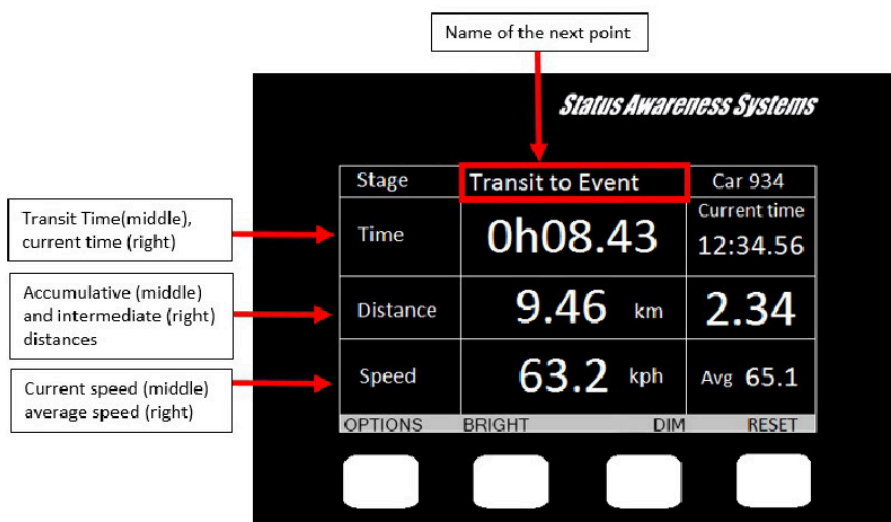 Name of the next point
Status Awareness Systems
Stage Transit to Event Car 934
Transit Time(middle),
current time (right)
Time 0h08.43 Current time
12:34.56
Accumulative (middle)
and intermediate (right)
distances
Distance 9.46 km 2.34
Current speed (middle)
average speed (right)
Speed 63.2 kph Avg 65.1
OPTIONS BRIGHT DIM RESET